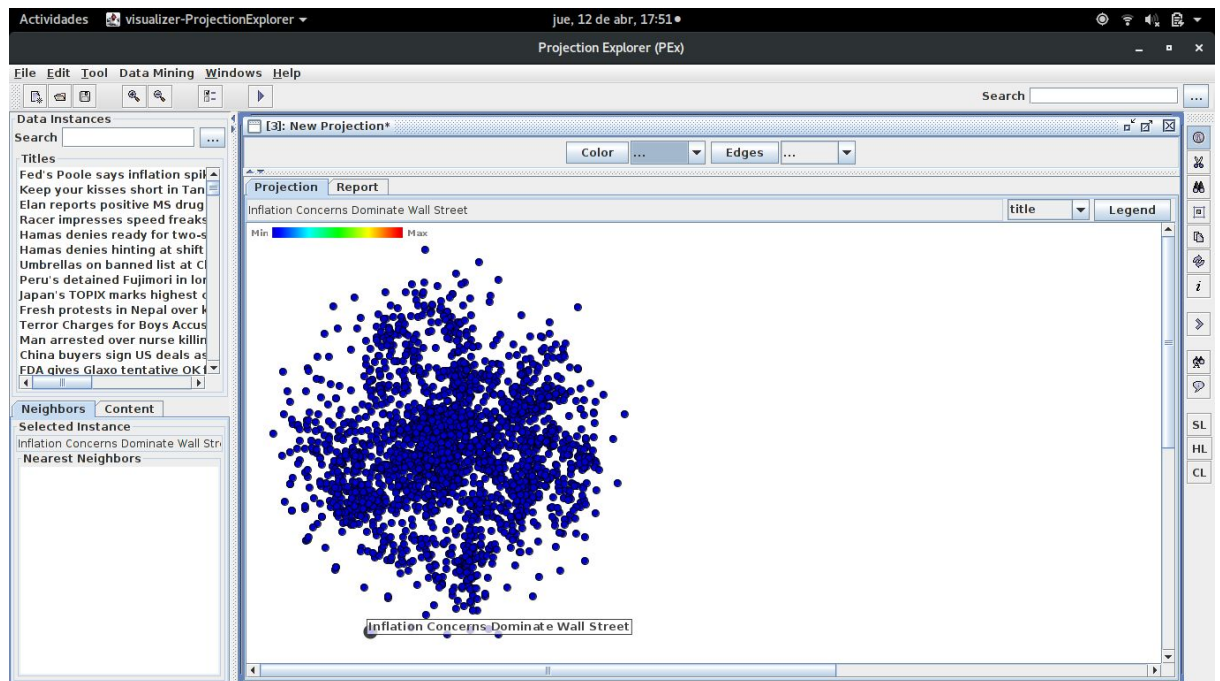 Actividades visualizer-ProjectionExplorer jue, 12 de abr, 17:51
Projection Explorer (PEx)
File Edit Tool Data Mining Windows Help
Search ...
Data Instances
Search ...
Titles
Fed's Poole says inflation spik
Keep your kisses short in Tan
Elan reports positive MS drug
Racer impresses speed freaks
Hamas denies ready for two-s
Hamas denies hinting at shift
Umbrellas on banned list at Cl
Peru's detained Fujimori in lon
Japan's TOPIX marks highest c
Fresh protests in Nepal over k
Terror Charges for Boys Accus
Man arrested over nurse killin
China buyers sign US deals as
FDA gives Glaxo tentative OK f
Neighbors Content
Selected Instance
Inflation Concerns Dominate Wall Stre
Nearest Neighbors
[3]: New Projection*
Color ... Edges ...
Projection Report
Inflation Concerns Dominate Wall Street title Legend
Min Max
Inflation Concerns Dominate Wall Street
i
SL
HL
CL